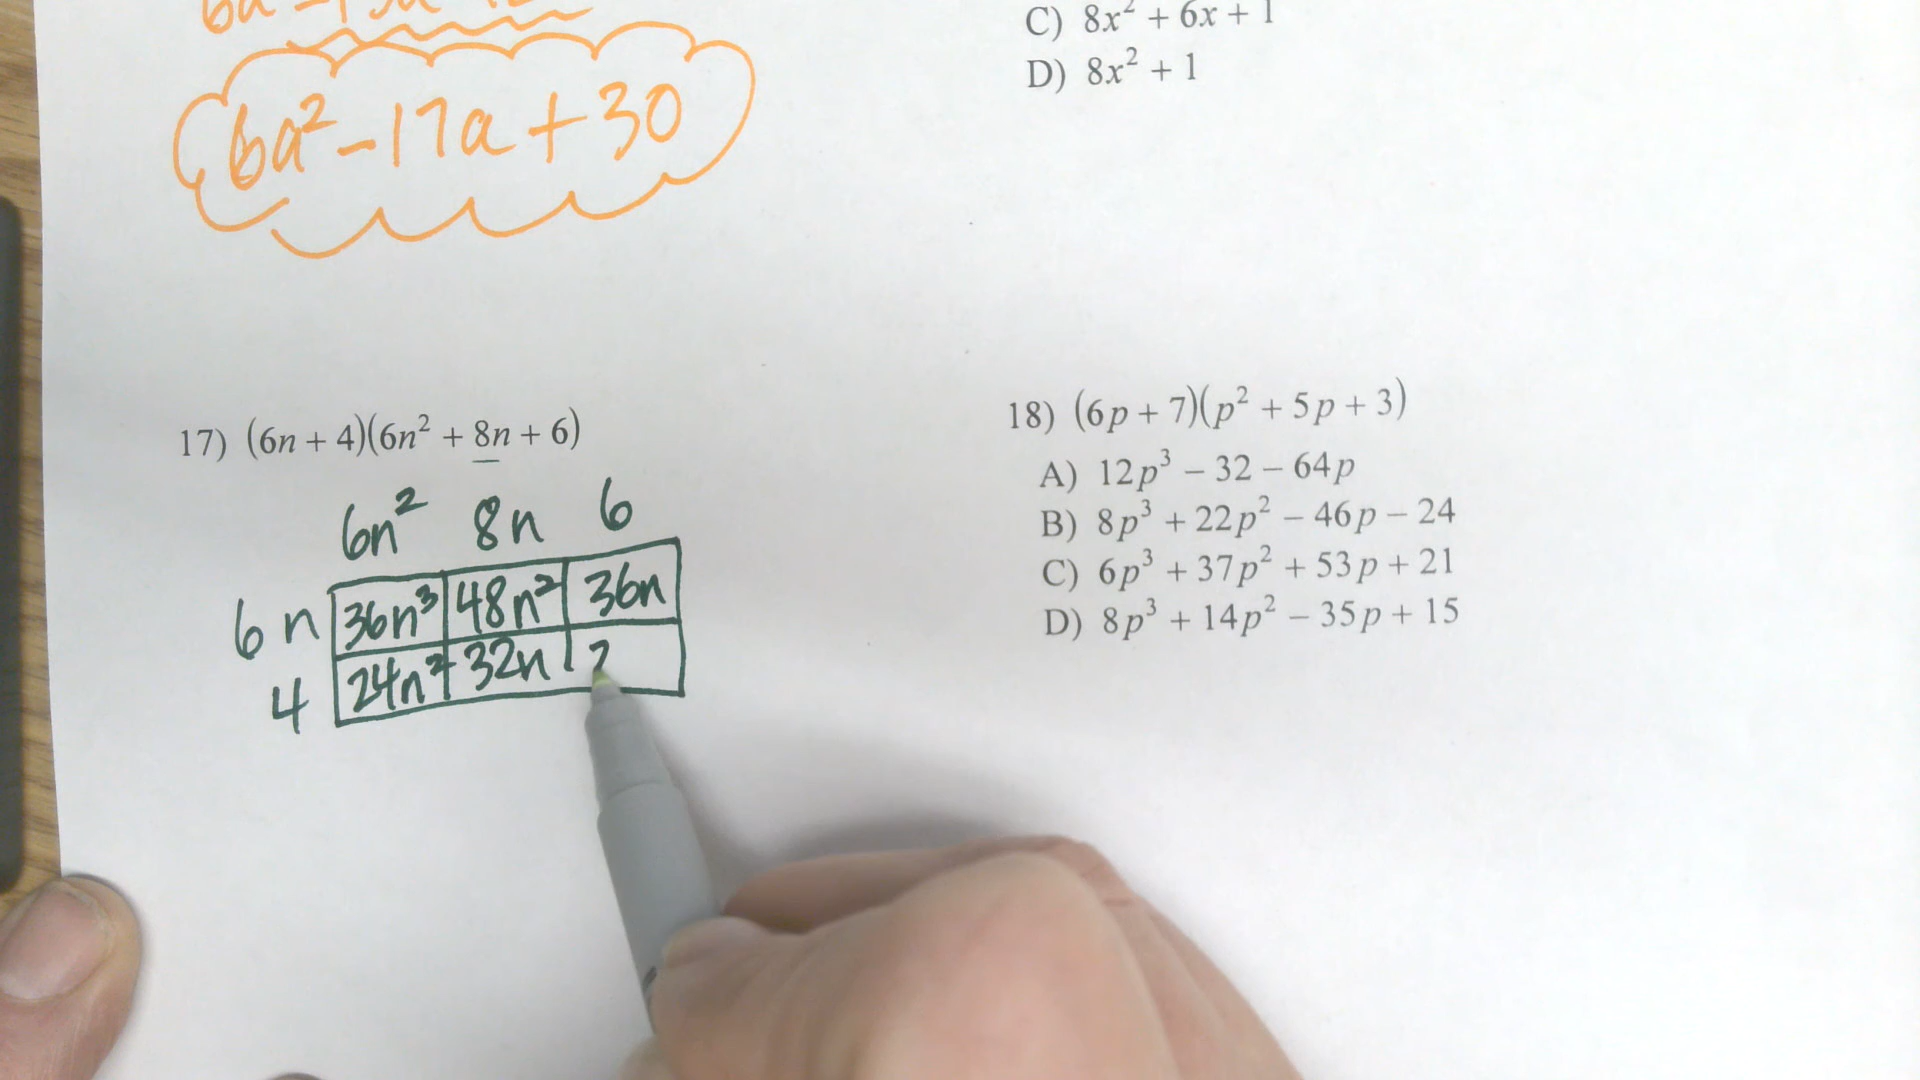 6a² - 17a + 30
C) 8x² + 6x + 1
D) 8x² + 1
17) (6n + 4)(6n² + 8n + 6)
6n² 8n 6
6n 36n³ 48n² 36n
4 24n² 32n 2
18) (6p + 7)(p² + 5p + 3)
A) 12p³ − 32 − 64p
B) 8p³ + 22p² − 46p − 24
C) 6p³ + 37p² + 53p + 21
D) 8p³ + 14p² − 35p + 15